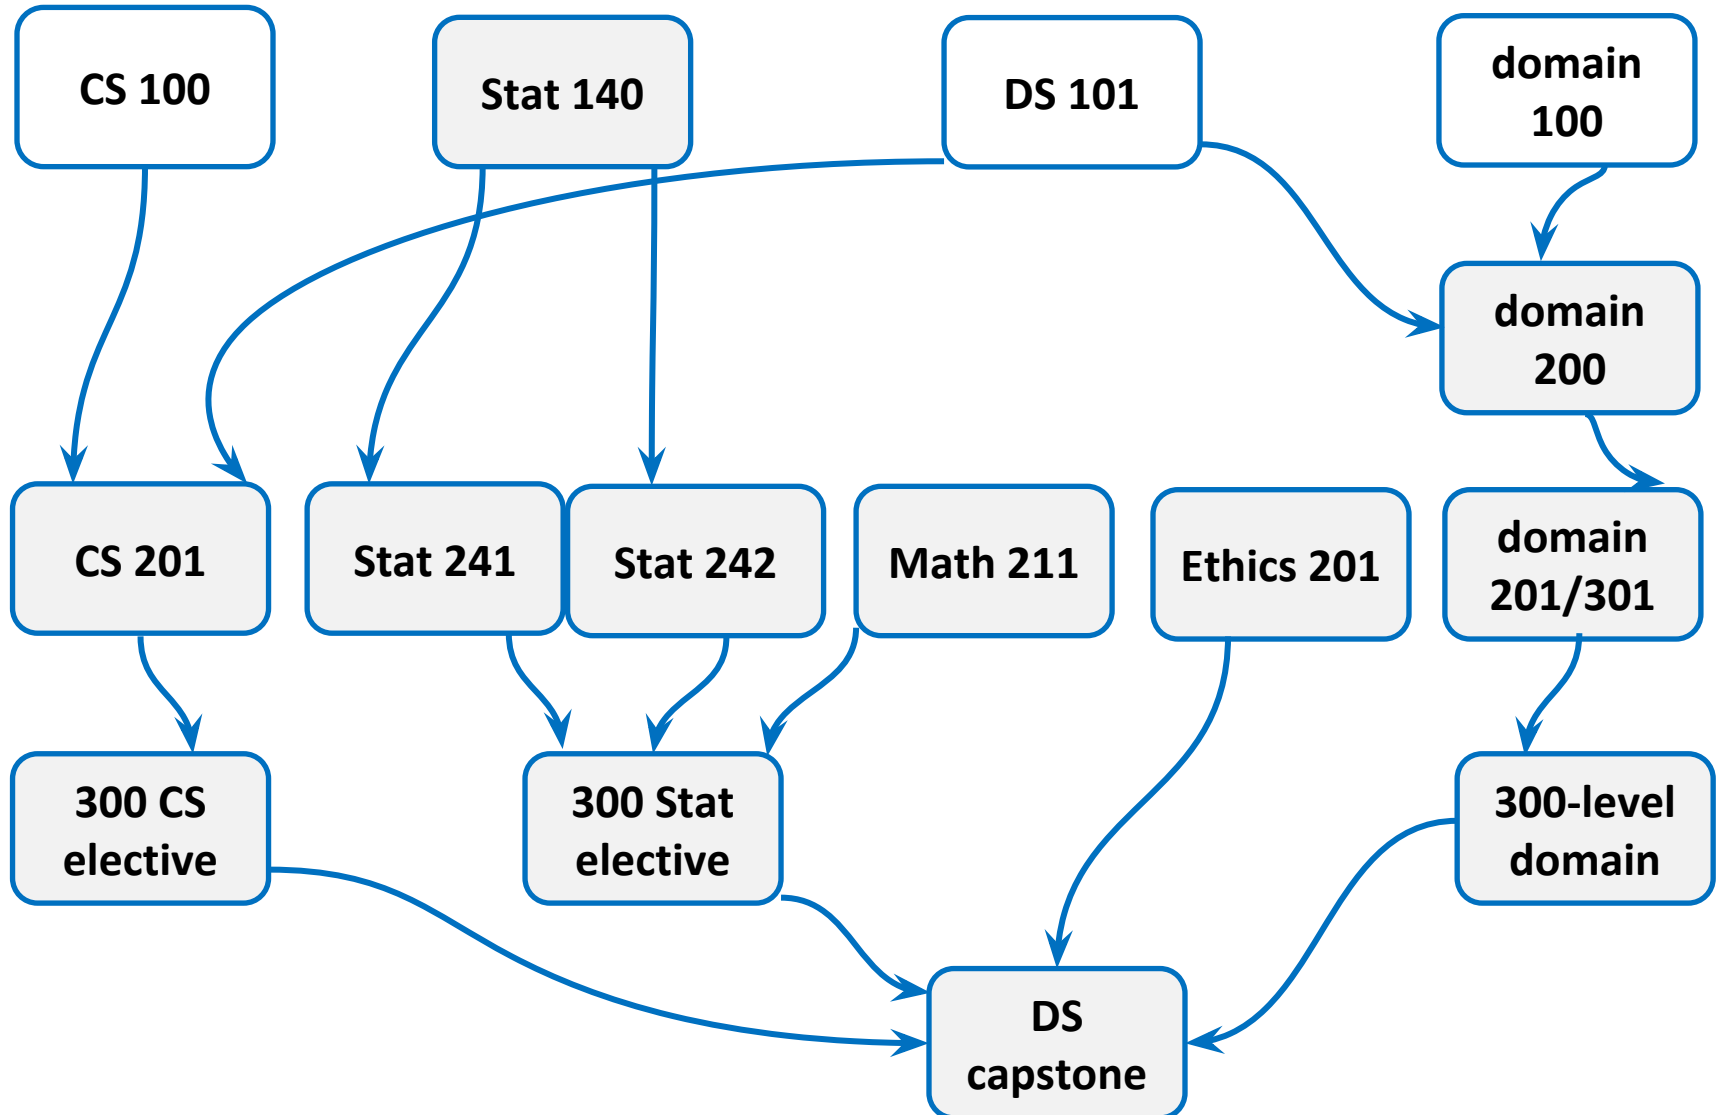 CS 100
Stat 140
DS 101
domain
100
domain
200
CS 201
Stat 241
Stat 242
Math 211
Ethics 201
domain
201/301
300 CS
elective
300 Stat
elective
300-level
domain
DS
capstone